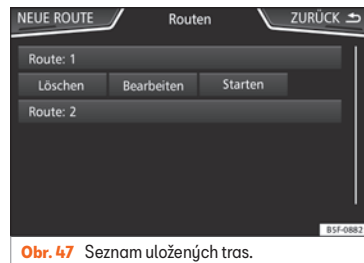 NEUE ROUTE Routen ZURÜCK
Route: 1
Löschen Bearbeiten Starten
Route: 2
B5F-0882
Obr. 47 Seznam uložených tras.